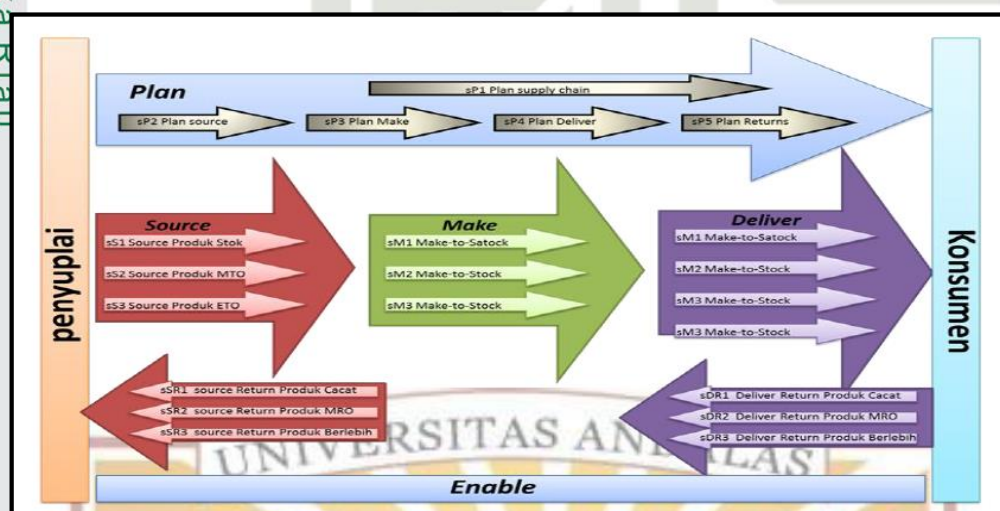 Plan
sP1 Plan supply chain
sP2 Plan source
sP3 Plan Make
sP4 Plan Deliver
sP5 Plan Returns
penyuplai
Source
sS1 Source Produk Stok
sS2 Source Produk MTO
sS3 Source Produk ETO
Make
sM1 Make-to-Satock
sM2 Make-to-Stock
sM3 Make-to-Stock
Deliver
sM1 Make-to-Satock
sM2 Make-to-Stock
sM3 Make-to-Stock
sM3 Make-to-Stock
Konsumen
sSR1 source Return Produk Cacat
sSR2 source Return Produk MRO
sSR3 source Return Produk Berlebih
sDR1 Deliver Return Produk Cacat
sDR2 Deliver Return Produk MRO
sDR3 Deliver Return Produk Berlebih
UNIVERSITAS
Enable